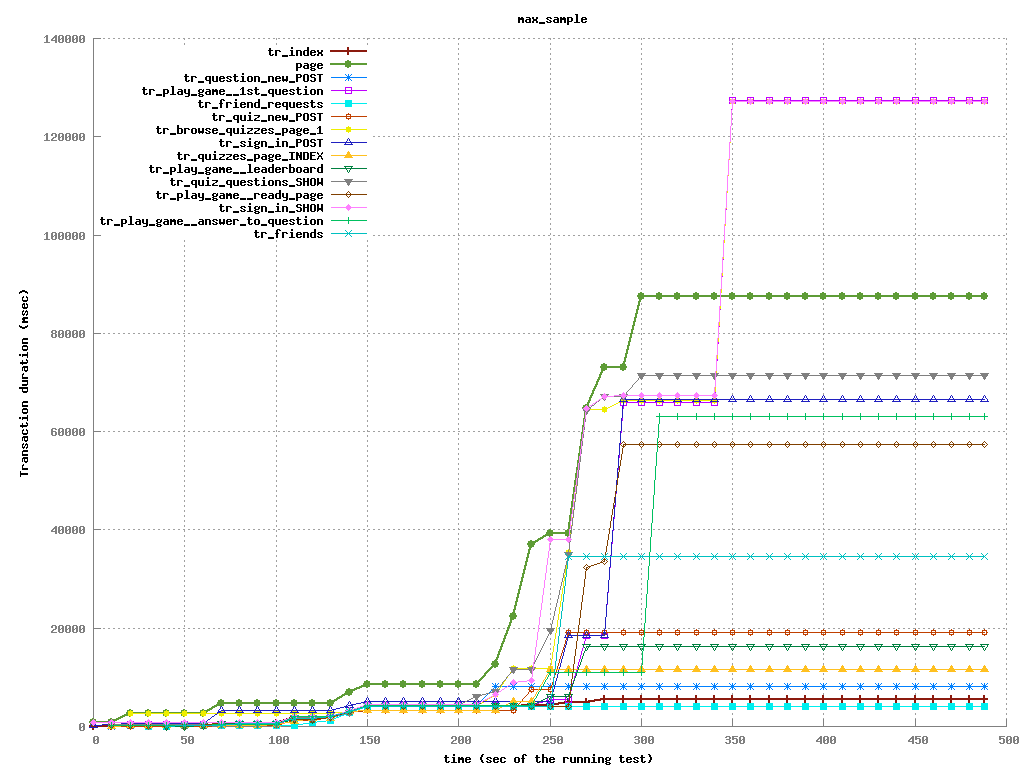 max_sample
140000
120000
100000
80000
60000
40000
20000
0
Transaction duration (msec)
tr_index
page
tr_question_new_POST
tr_play_game__1st_question
tr_friend_requests
tr_quiz_new_POST
tr_browse_quizzes_page_1
tr_sign_in_POST
tr_quizzes_page_INDEX
tr_play_game__leaderboard
tr_quiz_questions_SHOW
tr_play_game__ready_page
tr_sign_in_SHOW
tr_play_game__answer_to_question
tr_friends
0 50 100 150 200 250 300 350 400 450 500
time (sec of the running test)